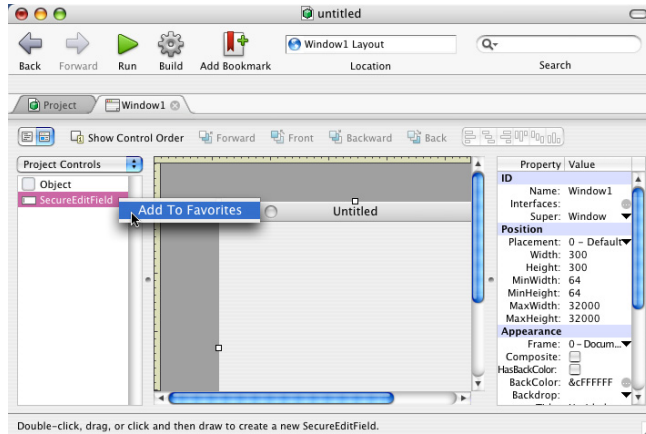 untitled
Back Forward Run Build Add Bookmark Window1 Layout Location Search
Project Window1
Show Control Order Forward Front Backward Back
Project Controls
Object
SecureEditField
Add To Favorites
Untitled
Property Value
ID
Name: Window1
Interfaces:
Super: Window
Position
Placement: 0 – Default
Width: 300
Height: 300
MinWidth: 64
MinHeight: 64
MaxWidth: 32000
MaxHeight: 32000
Appearance
Frame: 0 – Docum...
Composite:
HasBackColor:
BackColor: &cFFFFFF
Backdrop:
Double-click, drag, or click and then draw to create a new SecureEditField.